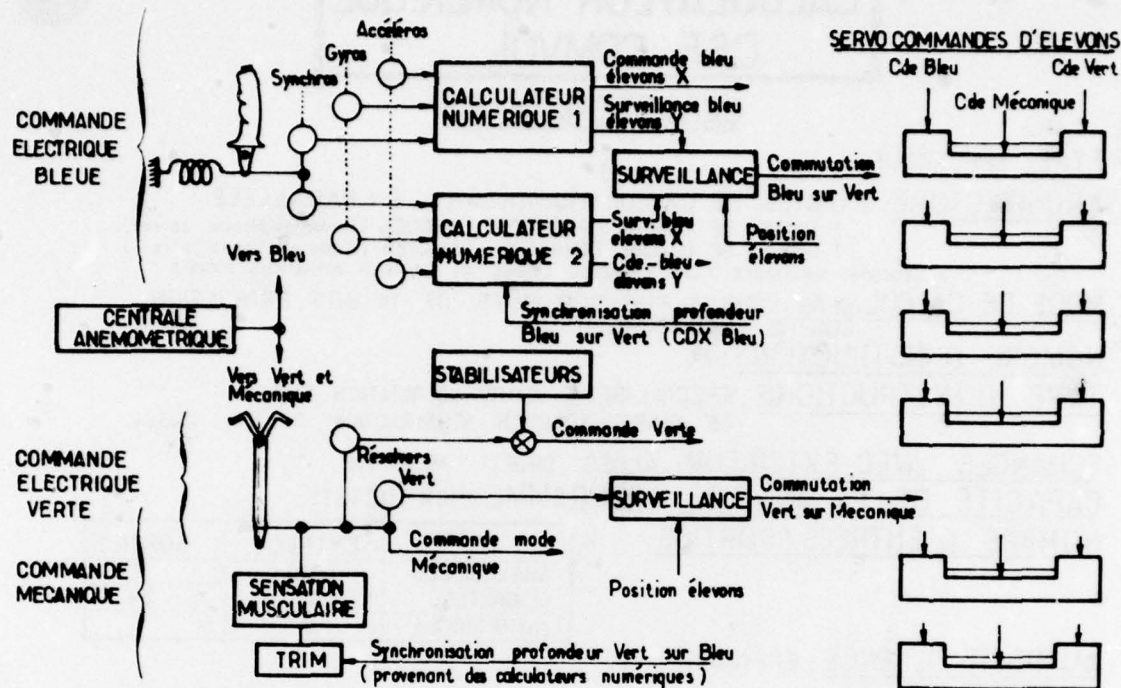 COMMANDE
ELECTRIQUE
BLEUE
Synchros
Gyros
Accéléros
CALCULATEUR
NUMERIQUE 1
Commande bleu
élevons X
Surveillance bleu
élevons Y
SURVEILLANCE
Commutation
Bleu sur Vert
CALCULATEUR
NUMERIQUE 2
Surv. bleu
elevons X
Cde. bleu
elevons Y
Position
élevons
Synchronisation profondeur
Bleu sur Vert (CDX Bleu)
Vers Bleu
CENTRALE
ANEMOMETRIQUE
Vers Vert et
Mécanique
STABILISATEURS
COMMANDE
ELECTRIQUE
VERTE
Résolvers
Vert
Commande Verte
SURVEILLANCE
Commutation
Vert sur Mecanique
Position élevons
COMMANDE
MECANIQUE
Commande mode
Mécanique
SENSATION
MUSCULAIRE
TRIM
Synchronisation profondeur Vert sur Bleu
(provenant des calculateurs numériques)
SERVO COMMANDES D'ELEVONS
Cde Bleu
Cde Vert
Cde Mécanique